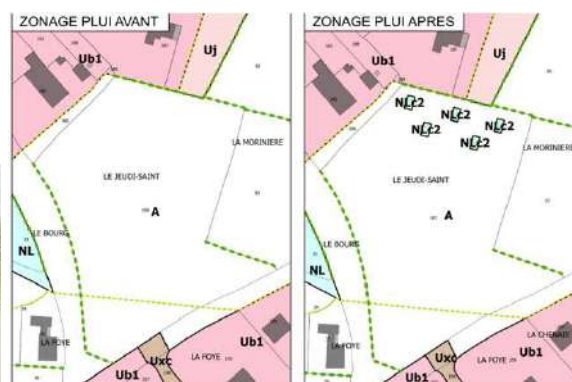 ZONAGE PLUI AVANT
Ub1
Uj
LA MORINIERE
LE JEUDI-SAINT
A
LE BOURG
NL
LA FOYE
Uxc
LA FOYE
Ub1
Ub1
ZONAGE PLUI APRES
Ub1
Uj
NLc2
NLc2
NLc2
NLc2
NLc2
LA MORINIERE
LE JEUDI-SAINT
A
LE BOURG
NL
LA FOYE
Uxc
LA FOYE
LA CHENAIE
Ub1
Ub1